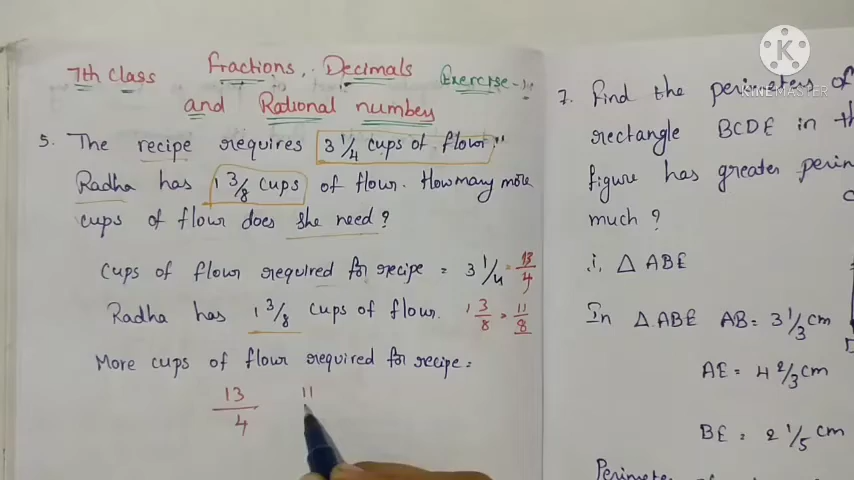 7th Class Fractions, Decimals Exercise-1
and Rational numbers
5. The recipe requires 3 1/4 cups of flour"
Radha has 1 3/8 cups of flour. How many more
cups of flour does she need?
Cups of flour required for recipe = 3 1/4 = 13/4
Radha has 1 3/8 cups of flour. 1 3/8 = 11/8
More cups of flour required for recipe =
13/4 11
7. Find the perimeters of
rectangle BCDE in th
figure has greater perim
much?
i. △ ABE
In △ ABE AB = 3 1/3 cm
AE = 4 2/3 cm
BE = 2 1/5 cm
Perimeter
KINEMASTER